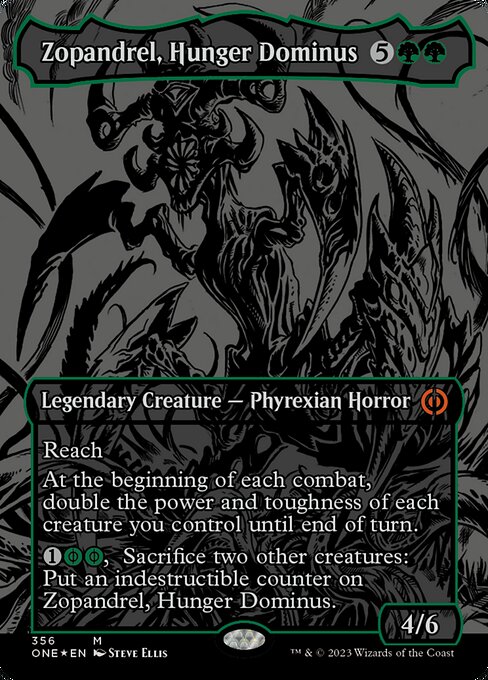 Zopandrel, Hunger Dominus 5
Legendary Creature — Phyrexian Horror
Reach
At the beginning of each combat,
double the power and toughness of each
creature you control until end of turn.
1, Sacrifice two other creatures:
Put an indestructible counter on
Zopandrel, Hunger Dominus.
4/6
356 M
ONE★EN Steve Ellis
™ & © 2023 Wizards of the Coast